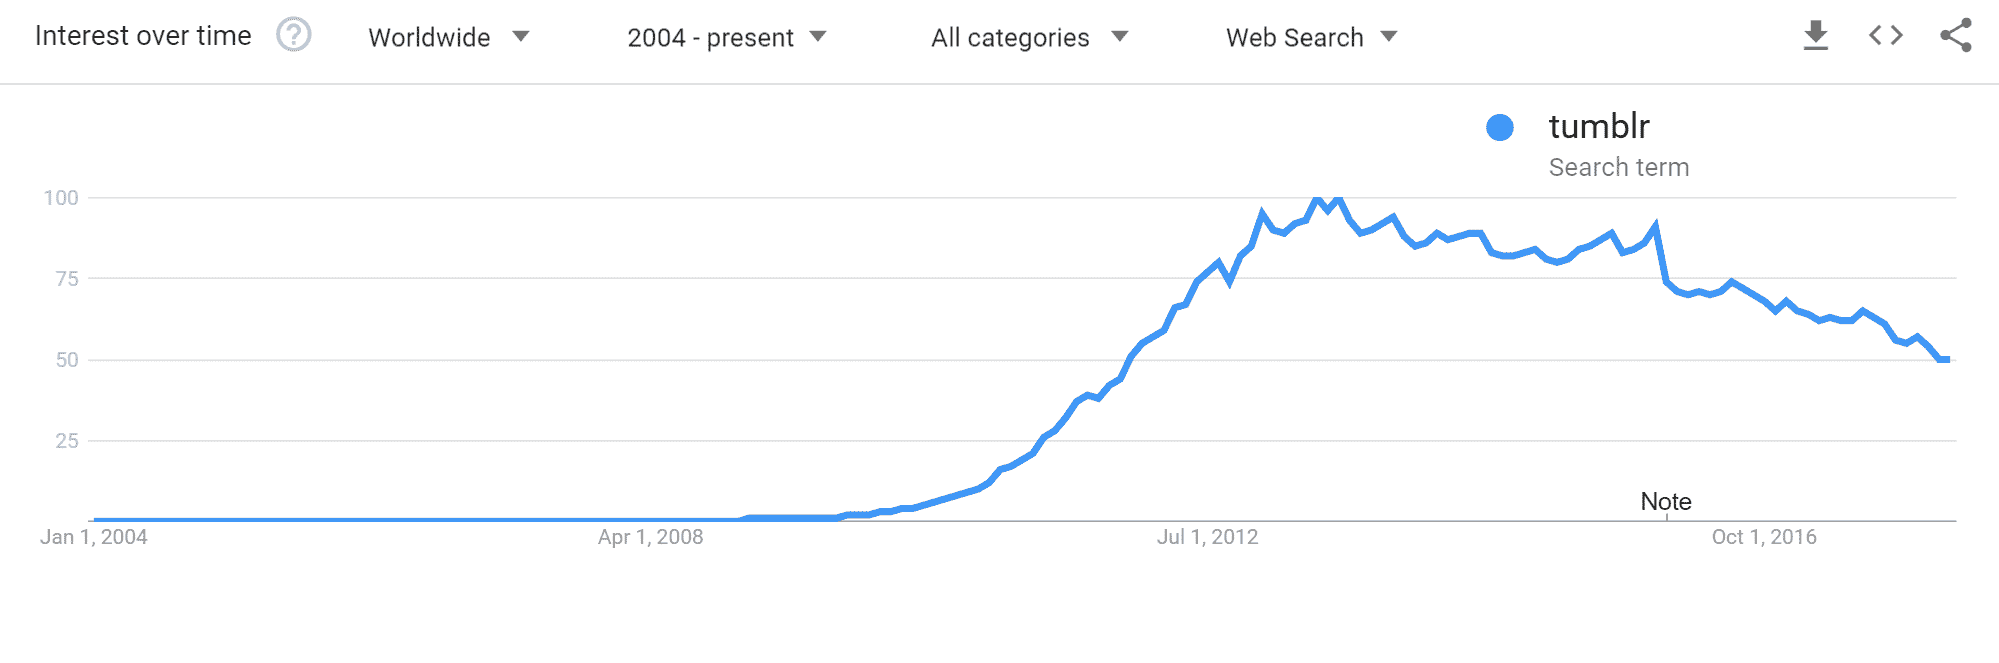 Interest over time ? Worldwide 2004 - present All categories Web Search
tumblr
Search term
100
75
50
25
Note
Jan 1, 2004 Apr 1, 2008 Jul 1, 2012 Oct 1, 2016